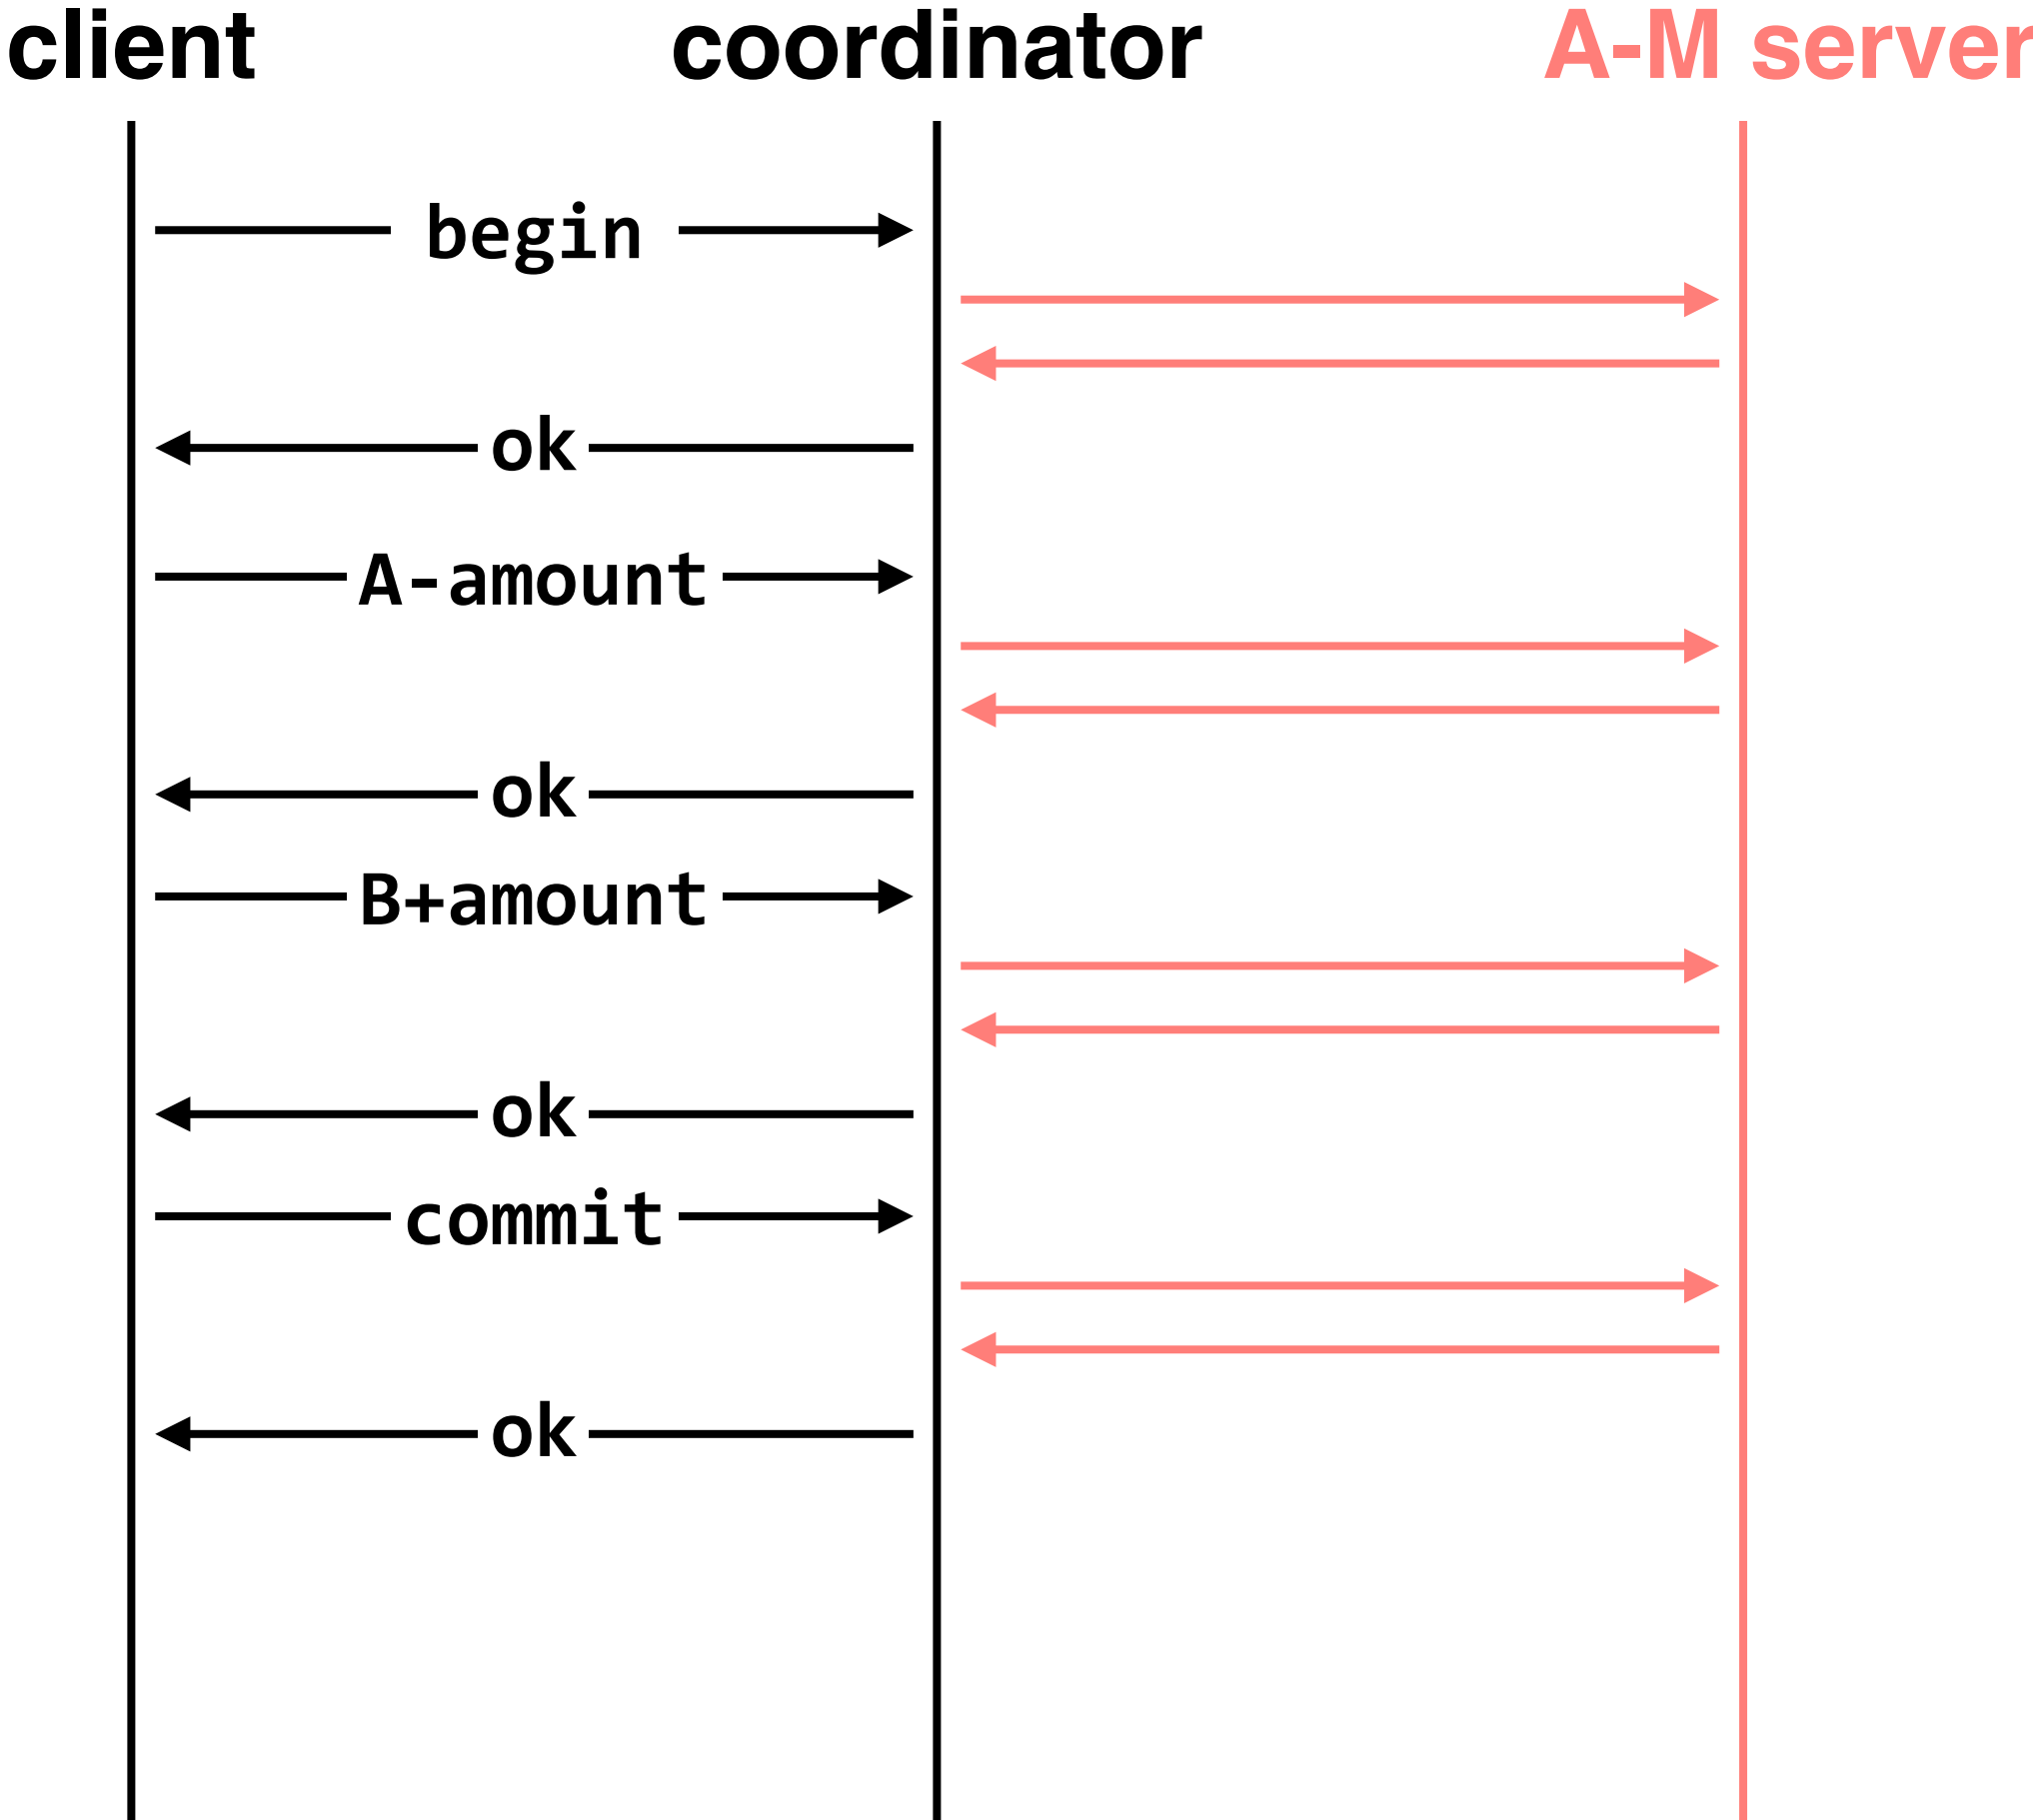 client
coordinator
A-M server
begin
ok
A-amount
ok
B+amount
ok
commit
ok